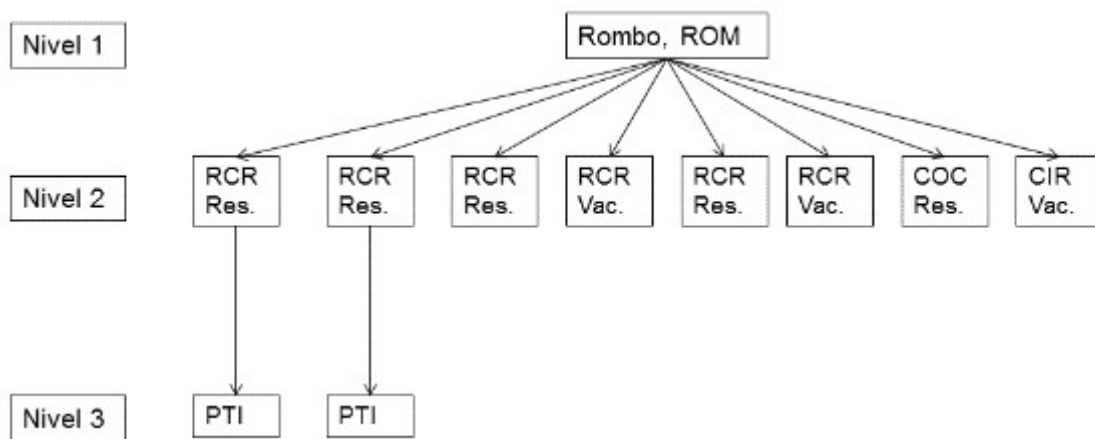 Nivel 1
Rombo, ROM
Nivel 2
RCR
Res.
RCR
Res.
RCR
Res.
RCR
Vac.
RCR
Res.
RCR
Vac.
COC
Res.
CIR
Vac.
Nivel 3
PTI
PTI